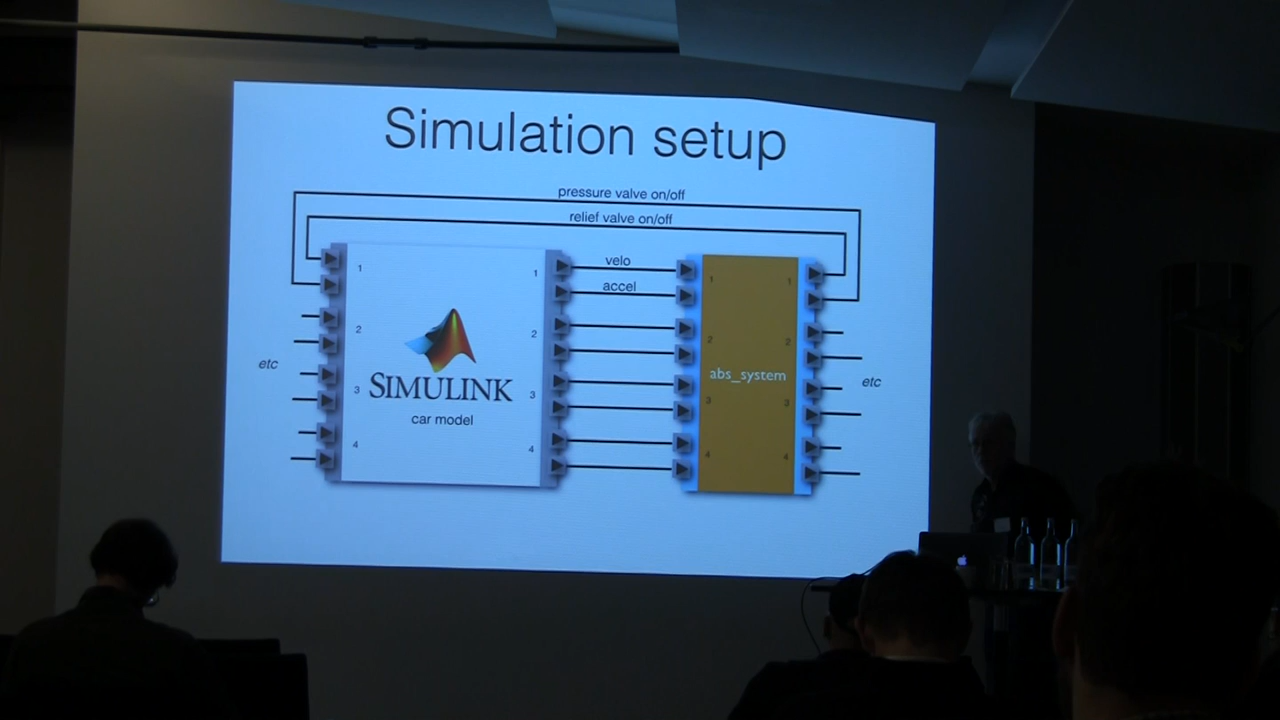 Simulation setup
pressure valve on/off
relief valve on/off
velo
accel
1
1
1
1
2
2
2
2
etc
SIMULINK
abs_system
etc
3
3
3
3
car model
4
4
4
4